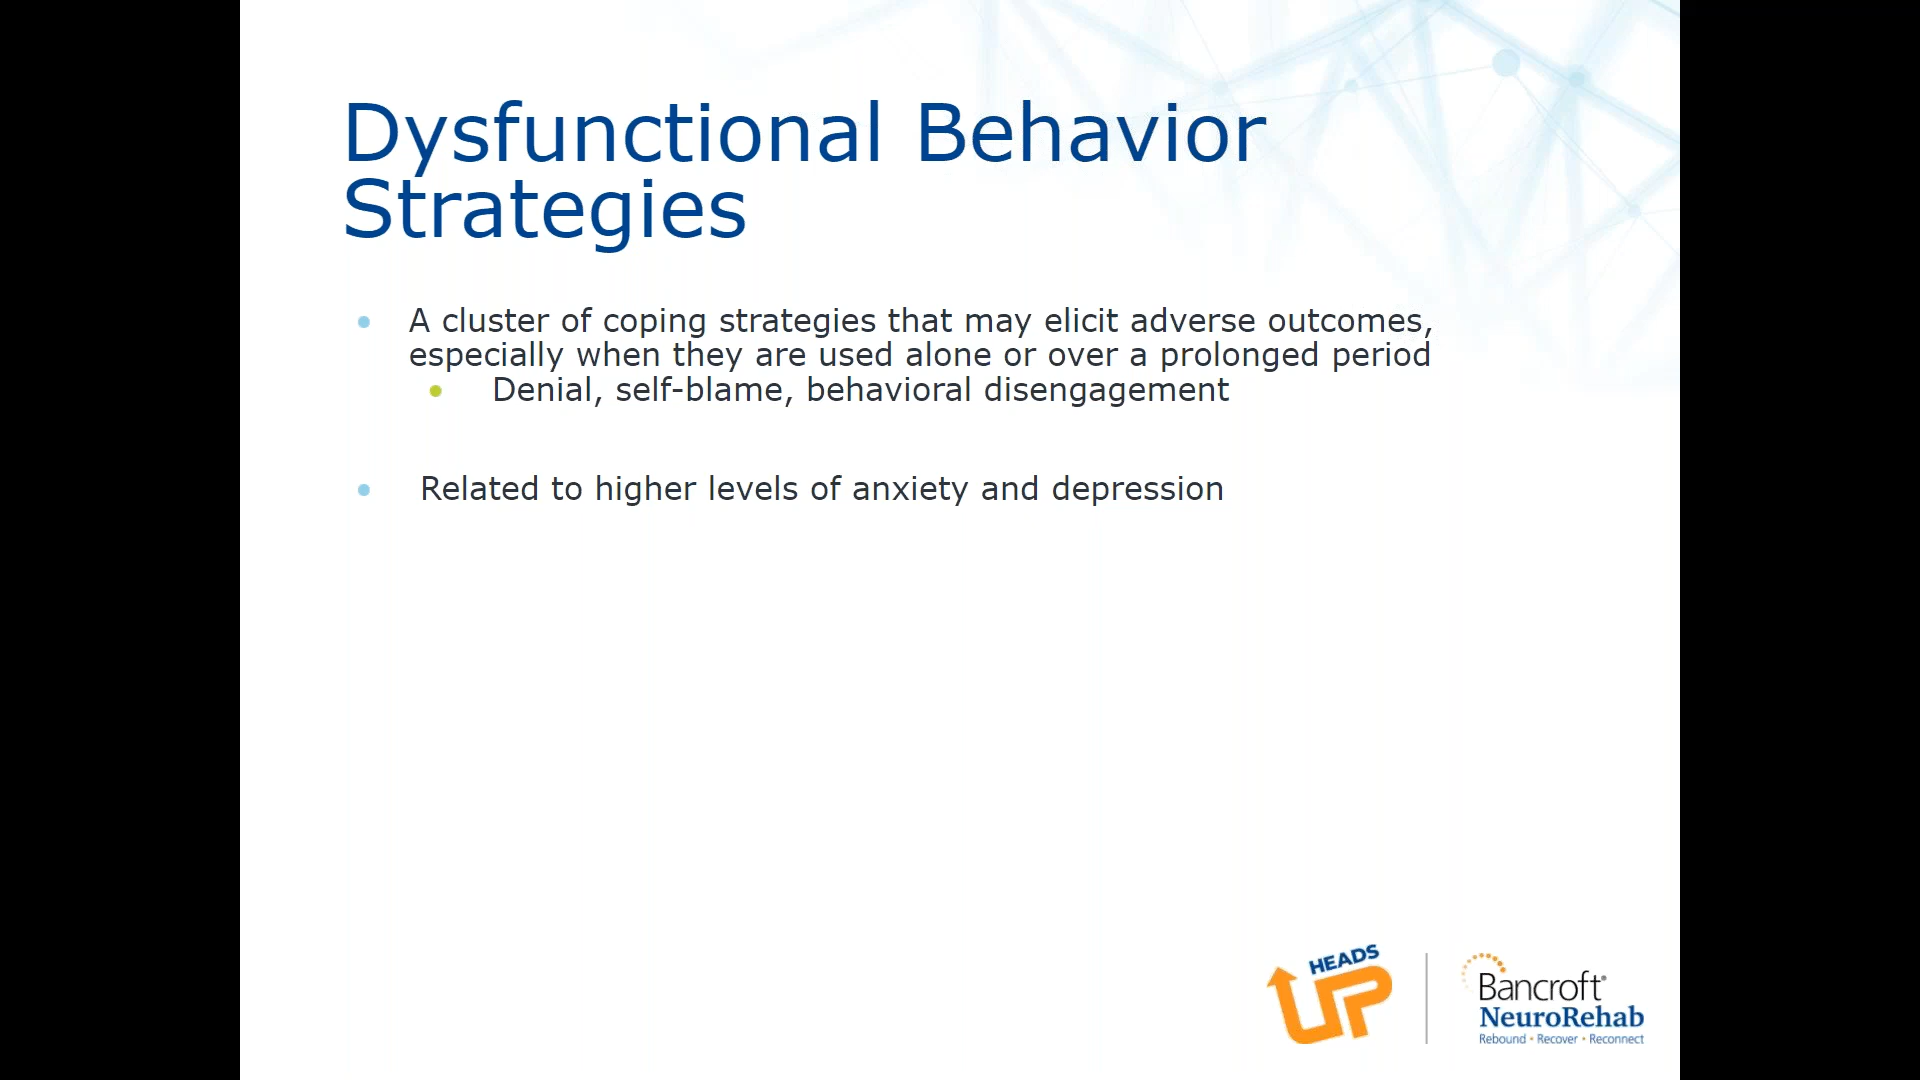 Dysfunctional Behavior
Strategies
• A cluster of coping strategies that may elicit adverse outcomes,
especially when they are used alone or over a prolonged period
• Denial, self-blame, behavioral disengagement
• Related to higher levels of anxiety and depression
HEADS
UP
Bancroft®
NeuroRehab
Rebound • Recover • Reconnect